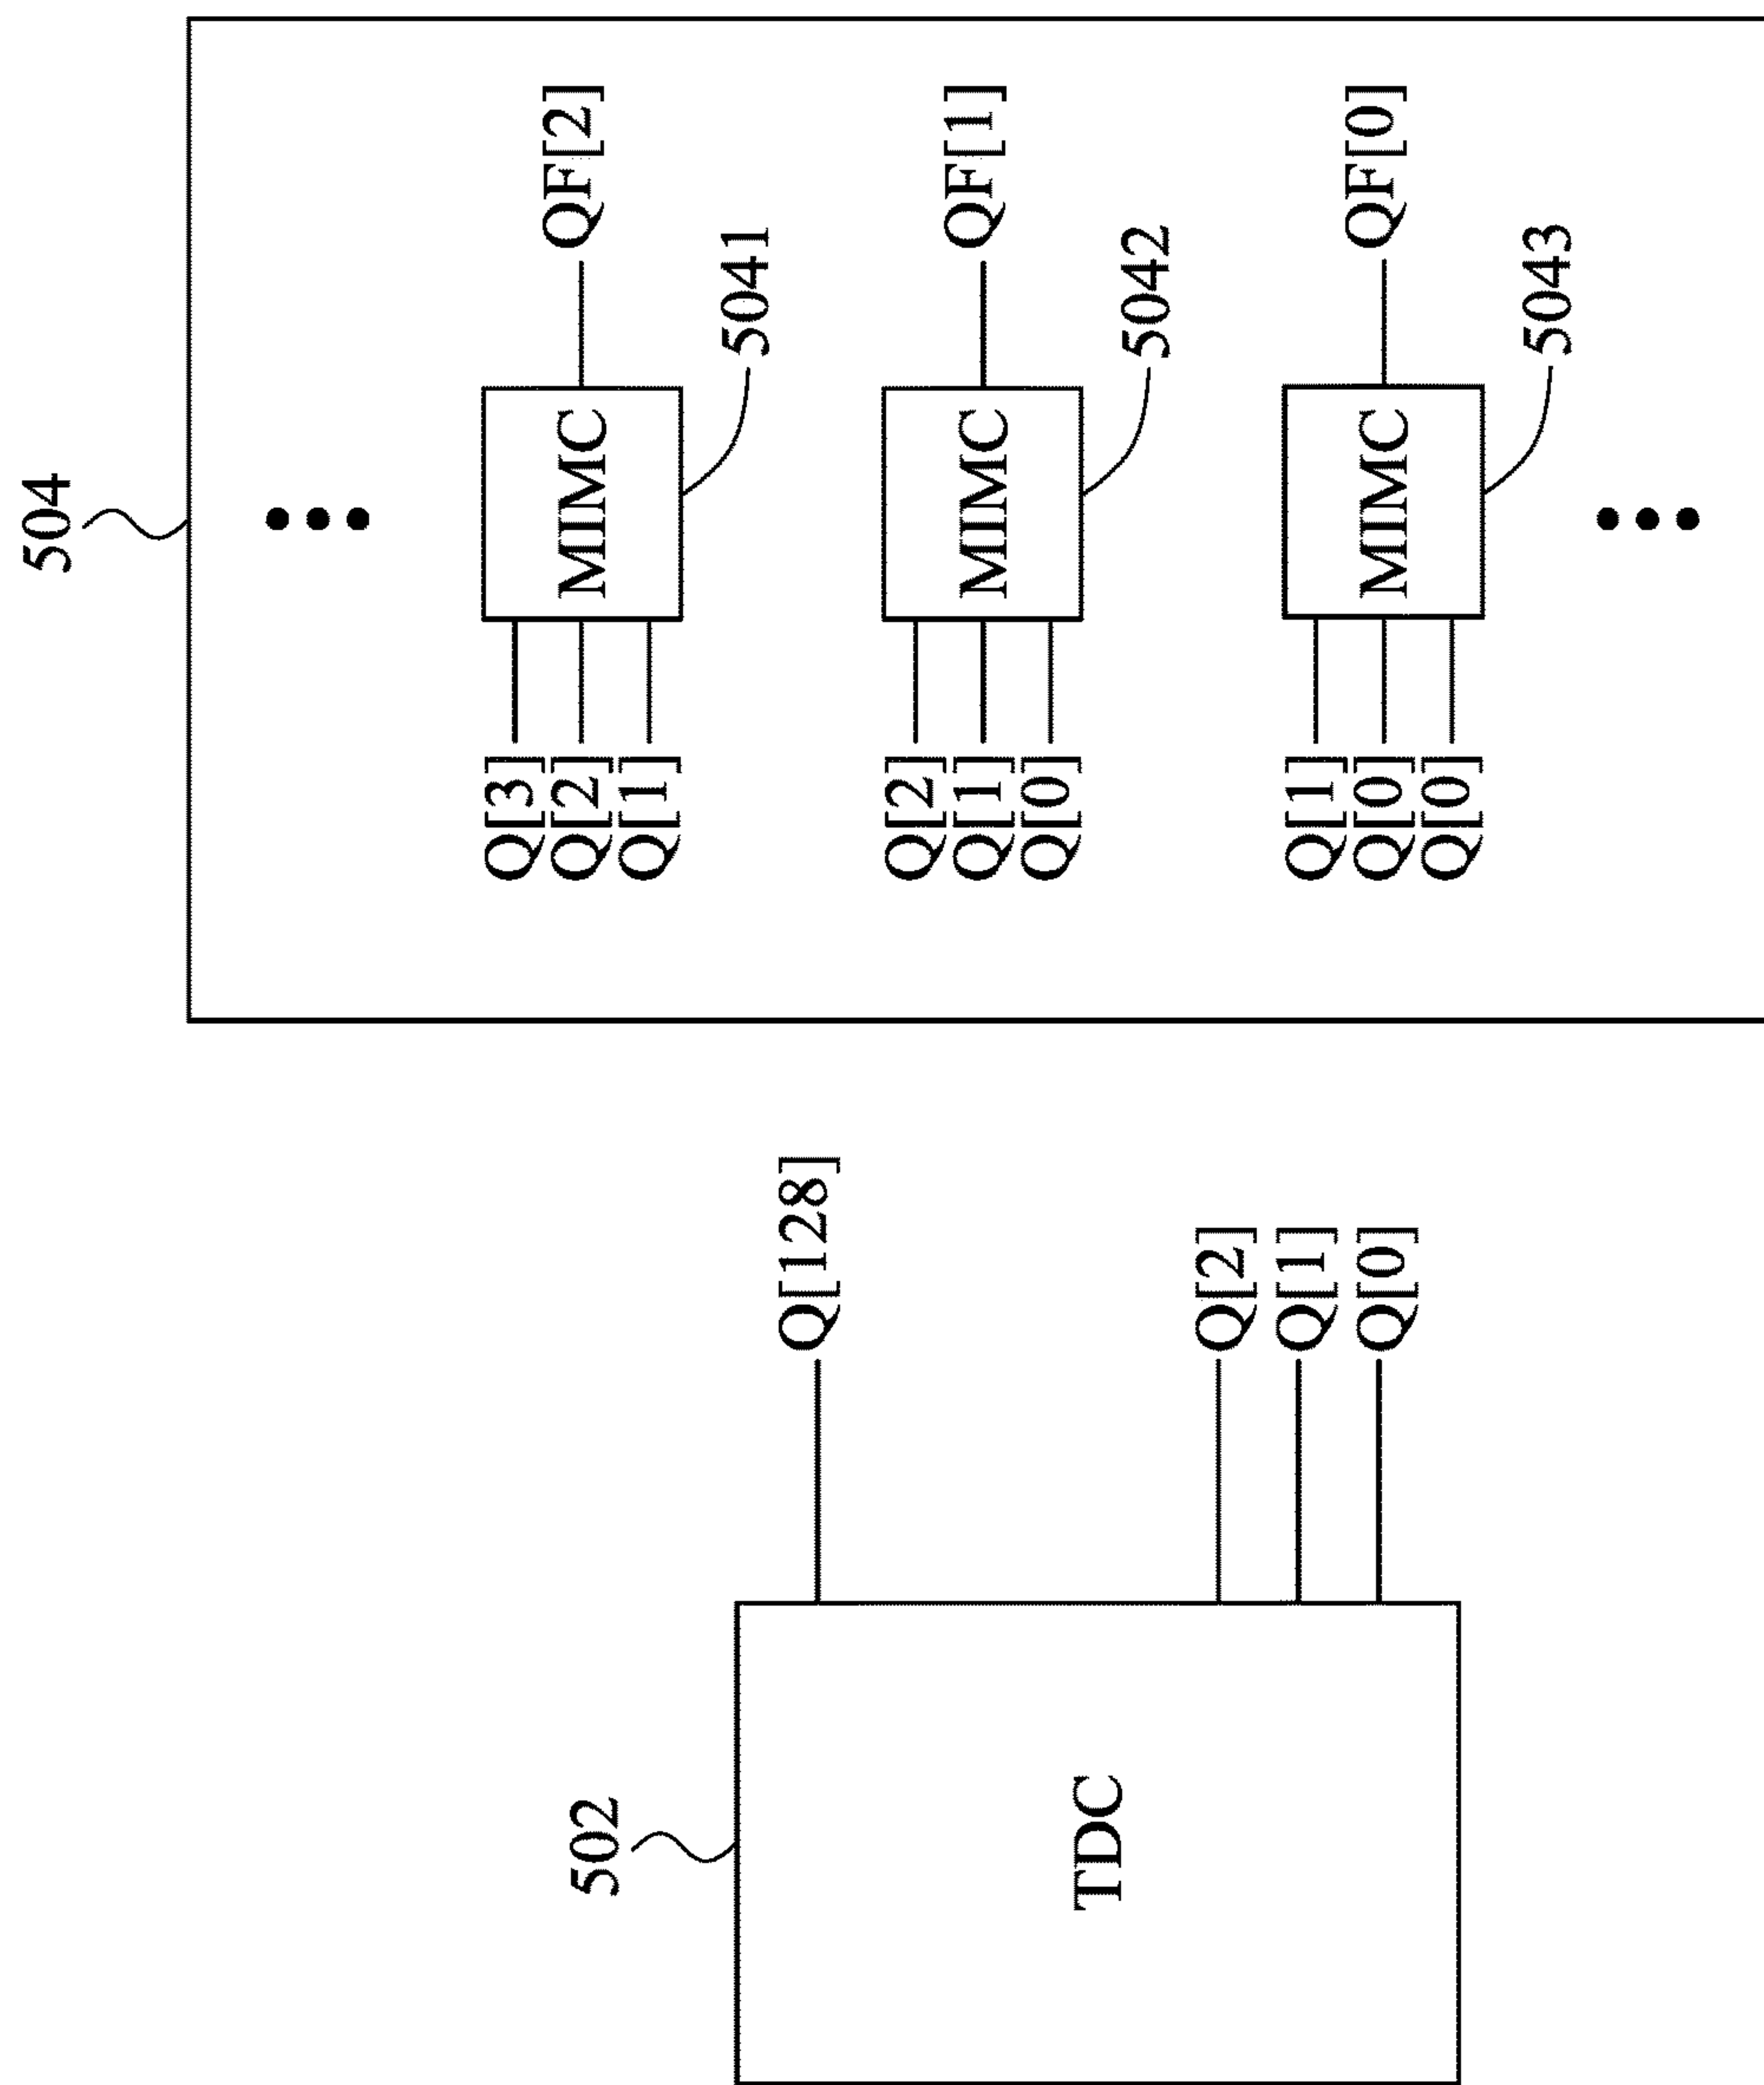 504
Q[3]
Q[2]
Q[1]
MIMC
QF[2]
5041
Q[2]
Q[1]
Q[0]
MIMC
QF[1]
5042
Q[1]
Q[0]
Q[0]
MIMC
QF[0]
5043
502
TDC
Q[128]
Q[2]
Q[1]
Q[0]